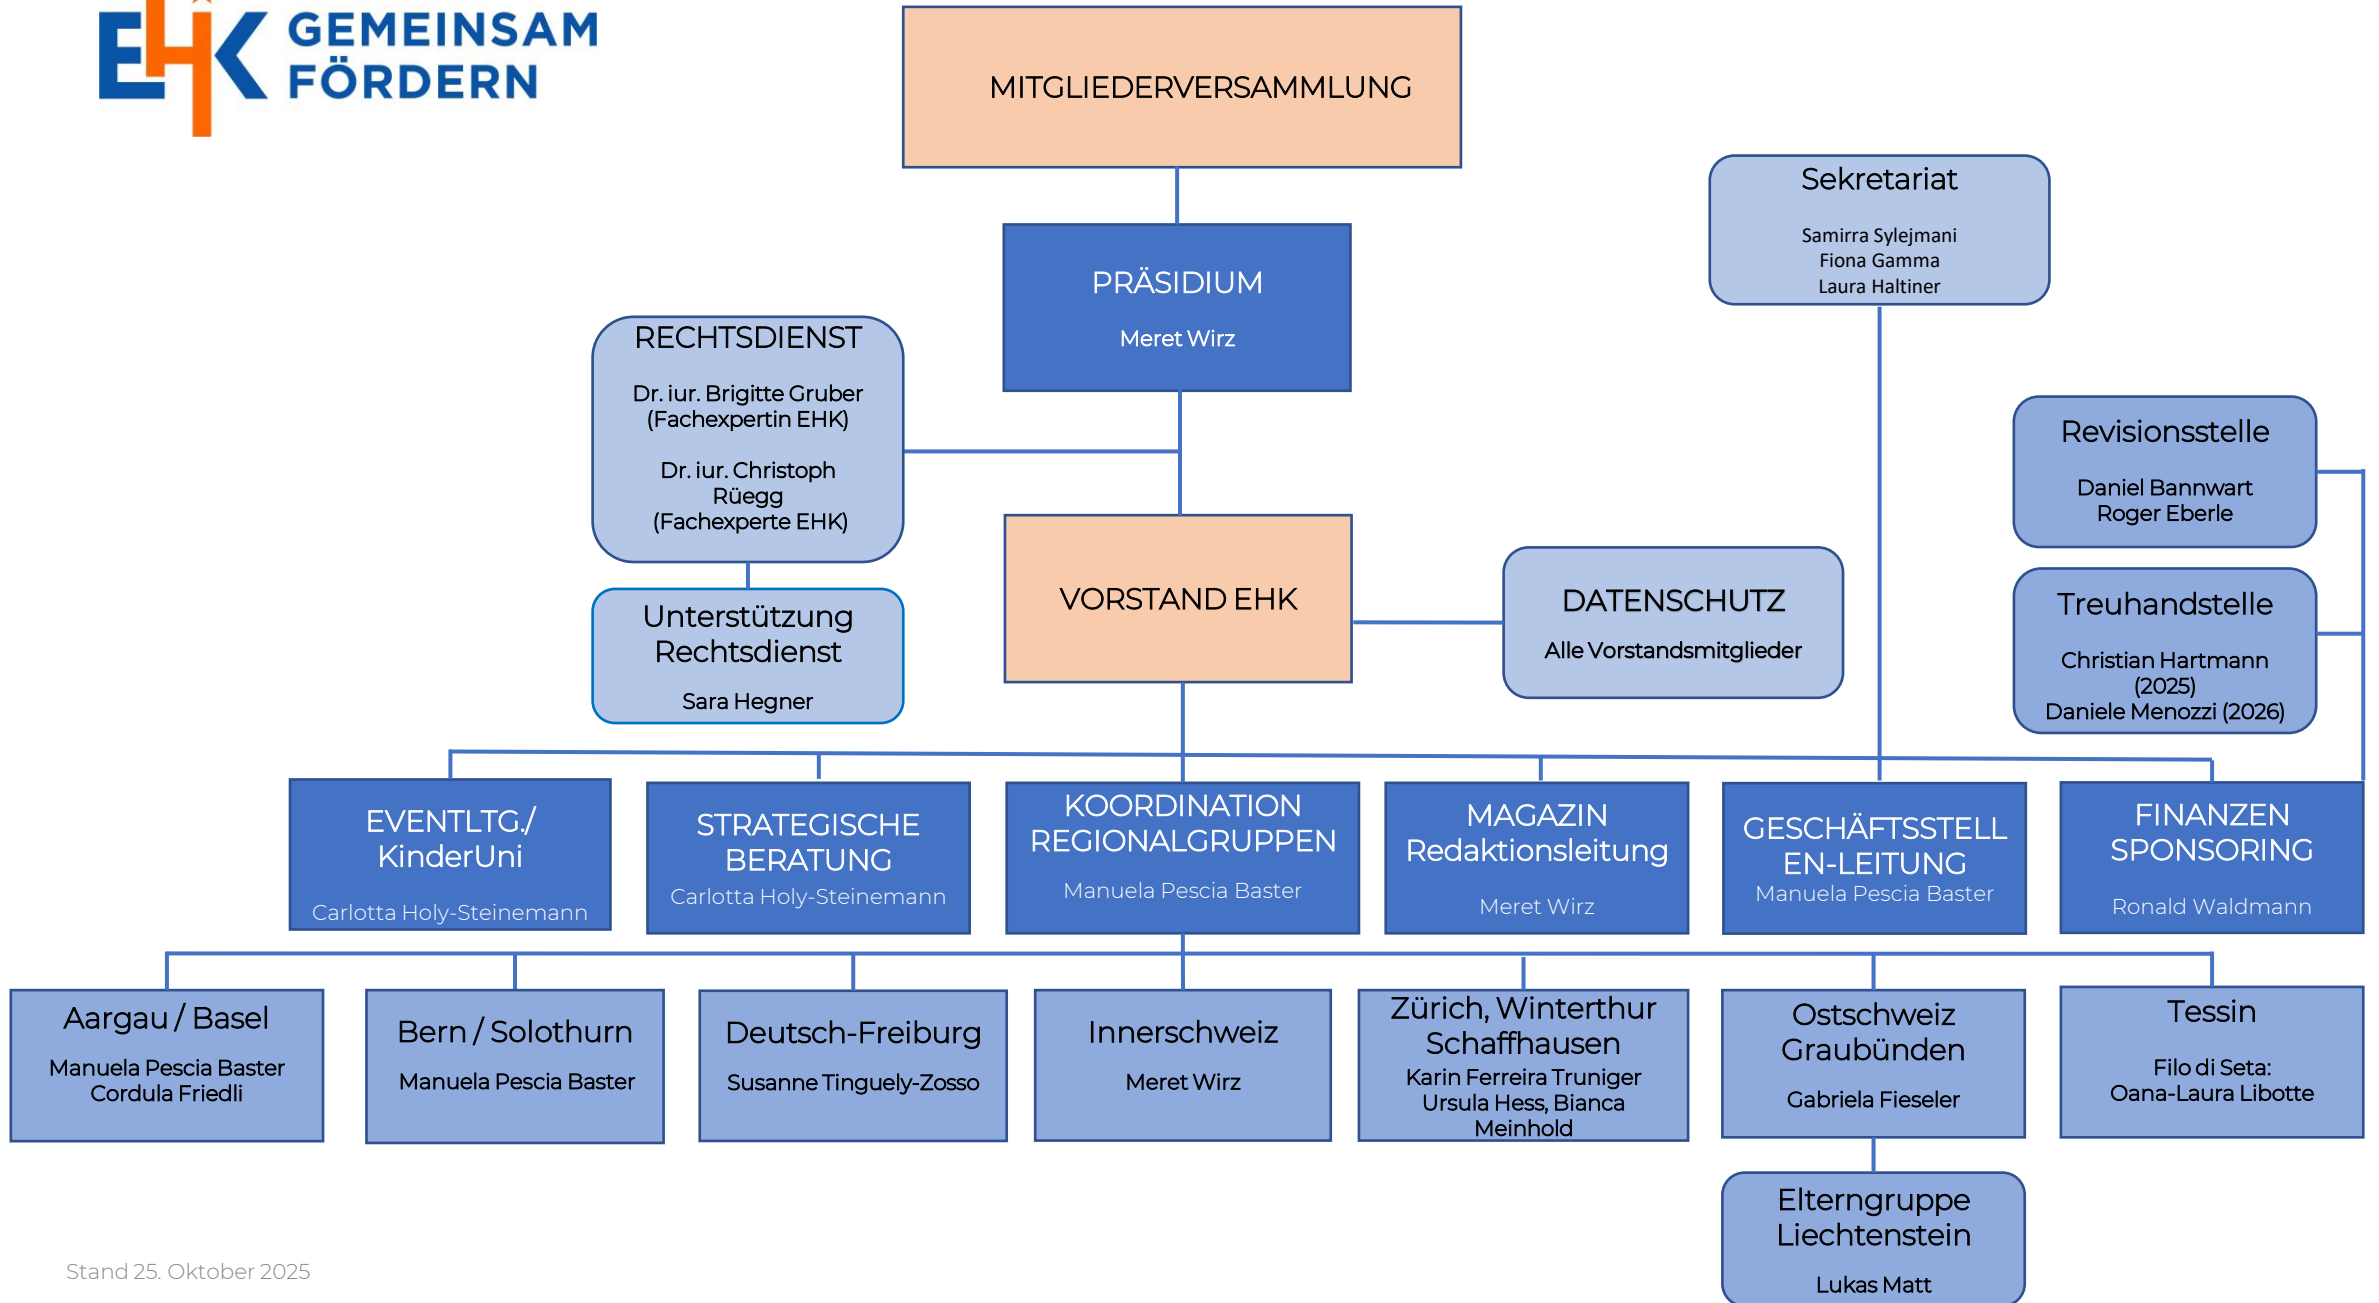 EHK GEMEINSAM
FÖRDERN
MITGLIEDERVERSAMMLUNG
Sekretariat
Samirra Sylejmani
Fiona Gamma
Laura Haltiner
PRÄSIDIUM
Meret Wirz
RECHTSDIENST
Dr. iur. Brigitte Gruber
(Fachexpertin EHK)
Dr. iur. Christoph
Rüegg
(Fachexperte EHK)
Revisionsstelle
Daniel Bannwart
Roger Eberle
VORSTAND EHK
DATENSCHUTZ
Alle Vorstandsmitglieder
Unterstützung
Rechtsdienst
Sara Hegner
Treuhandstelle
Christian Hartmann
(2025)
Daniele Menozzi (2026)
EVENTLTG./
KinderUni
Carlotta Holy-Steinemann
STRATEGISCHE
BERATUNG
Carlotta Holy-Steinemann
KOORDINATION
REGIONALGRUPPEN
Manuela Pescia Baster
MAGAZIN
Redaktionsleitung
Meret Wirz
GESCHÄFTSSTELL
EN-LEITUNG
Manuela Pescia Baster
FINANZEN
SPONSORING
Ronald Waldmann
Aargau / Basel
Manuela Pescia Baster
Cordula Friedli
Bern / Solothurn
Manuela Pescia Baster
Deutsch-Freiburg
Susanne Tinguely-Zosso
Innerschweiz
Meret Wirz
Zürich, Winterthur
Schaffhausen
Karin Ferreira Truniger
Ursula Hess, Bianca
Meinhold
Ostschweiz
Graubünden
Gabriela Fieseler
Tessin
Filo di Seta:
Oana-Laura Libotte
Elterngruppe
Liechtenstein
Lukas Matt
Stand 25. Oktober 2025